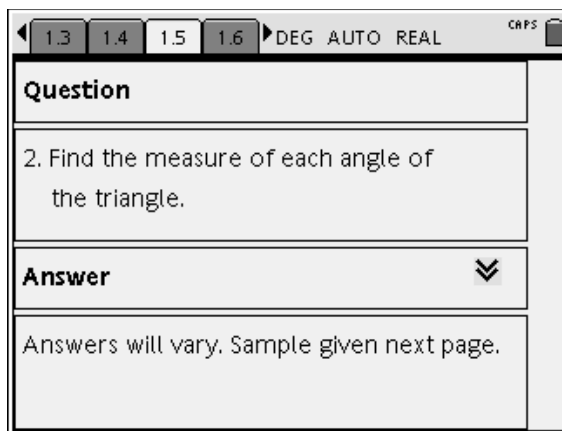 1.3 1.4 1.5 1.6 DEG AUTO REAL CAPS
Question
2. Find the measure of each angle of
the triangle.
Answer
Answers will vary. Sample given next page.